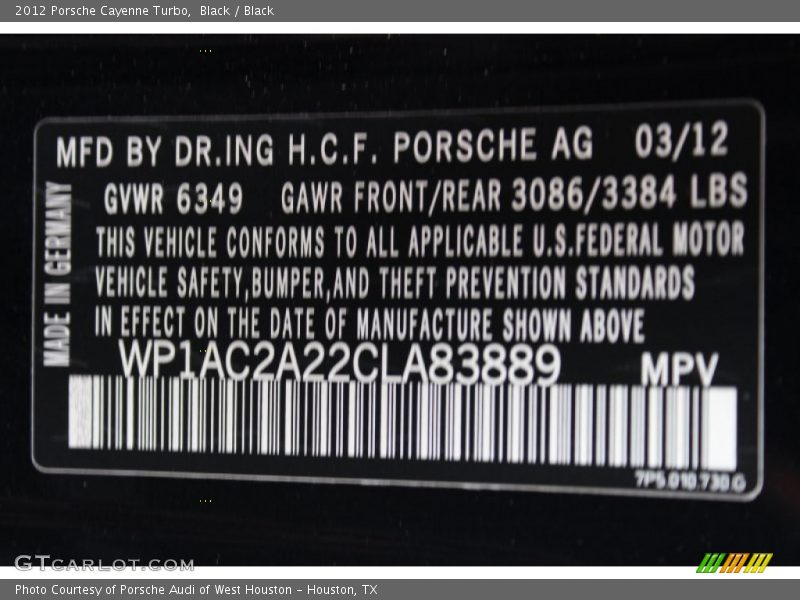 2012 Porsche Cayenne Turbo, Black / Black
MFD BY DR.ING H.C.F. PORSCHE AG 03/12
GVWR 6349 GAWR FRONT/REAR 3086/3384 LBS
THIS VEHICLE CONFORMS TO ALL APPLICABLE U.S.FEDERAL MOTOR
VEHICLE SAFETY,BUMPER,AND THEFT PREVENTION STANDARDS
IN EFFECT ON THE DATE OF MANUFACTURE SHOWN ABOVE
MADE IN GERMANY
WP1AC2A22CLA83889 MPV
7P5.010.730 G
GTCARLOT.COM
Photo Courtesy of Porsche Audi of West Houston - Houston, TX